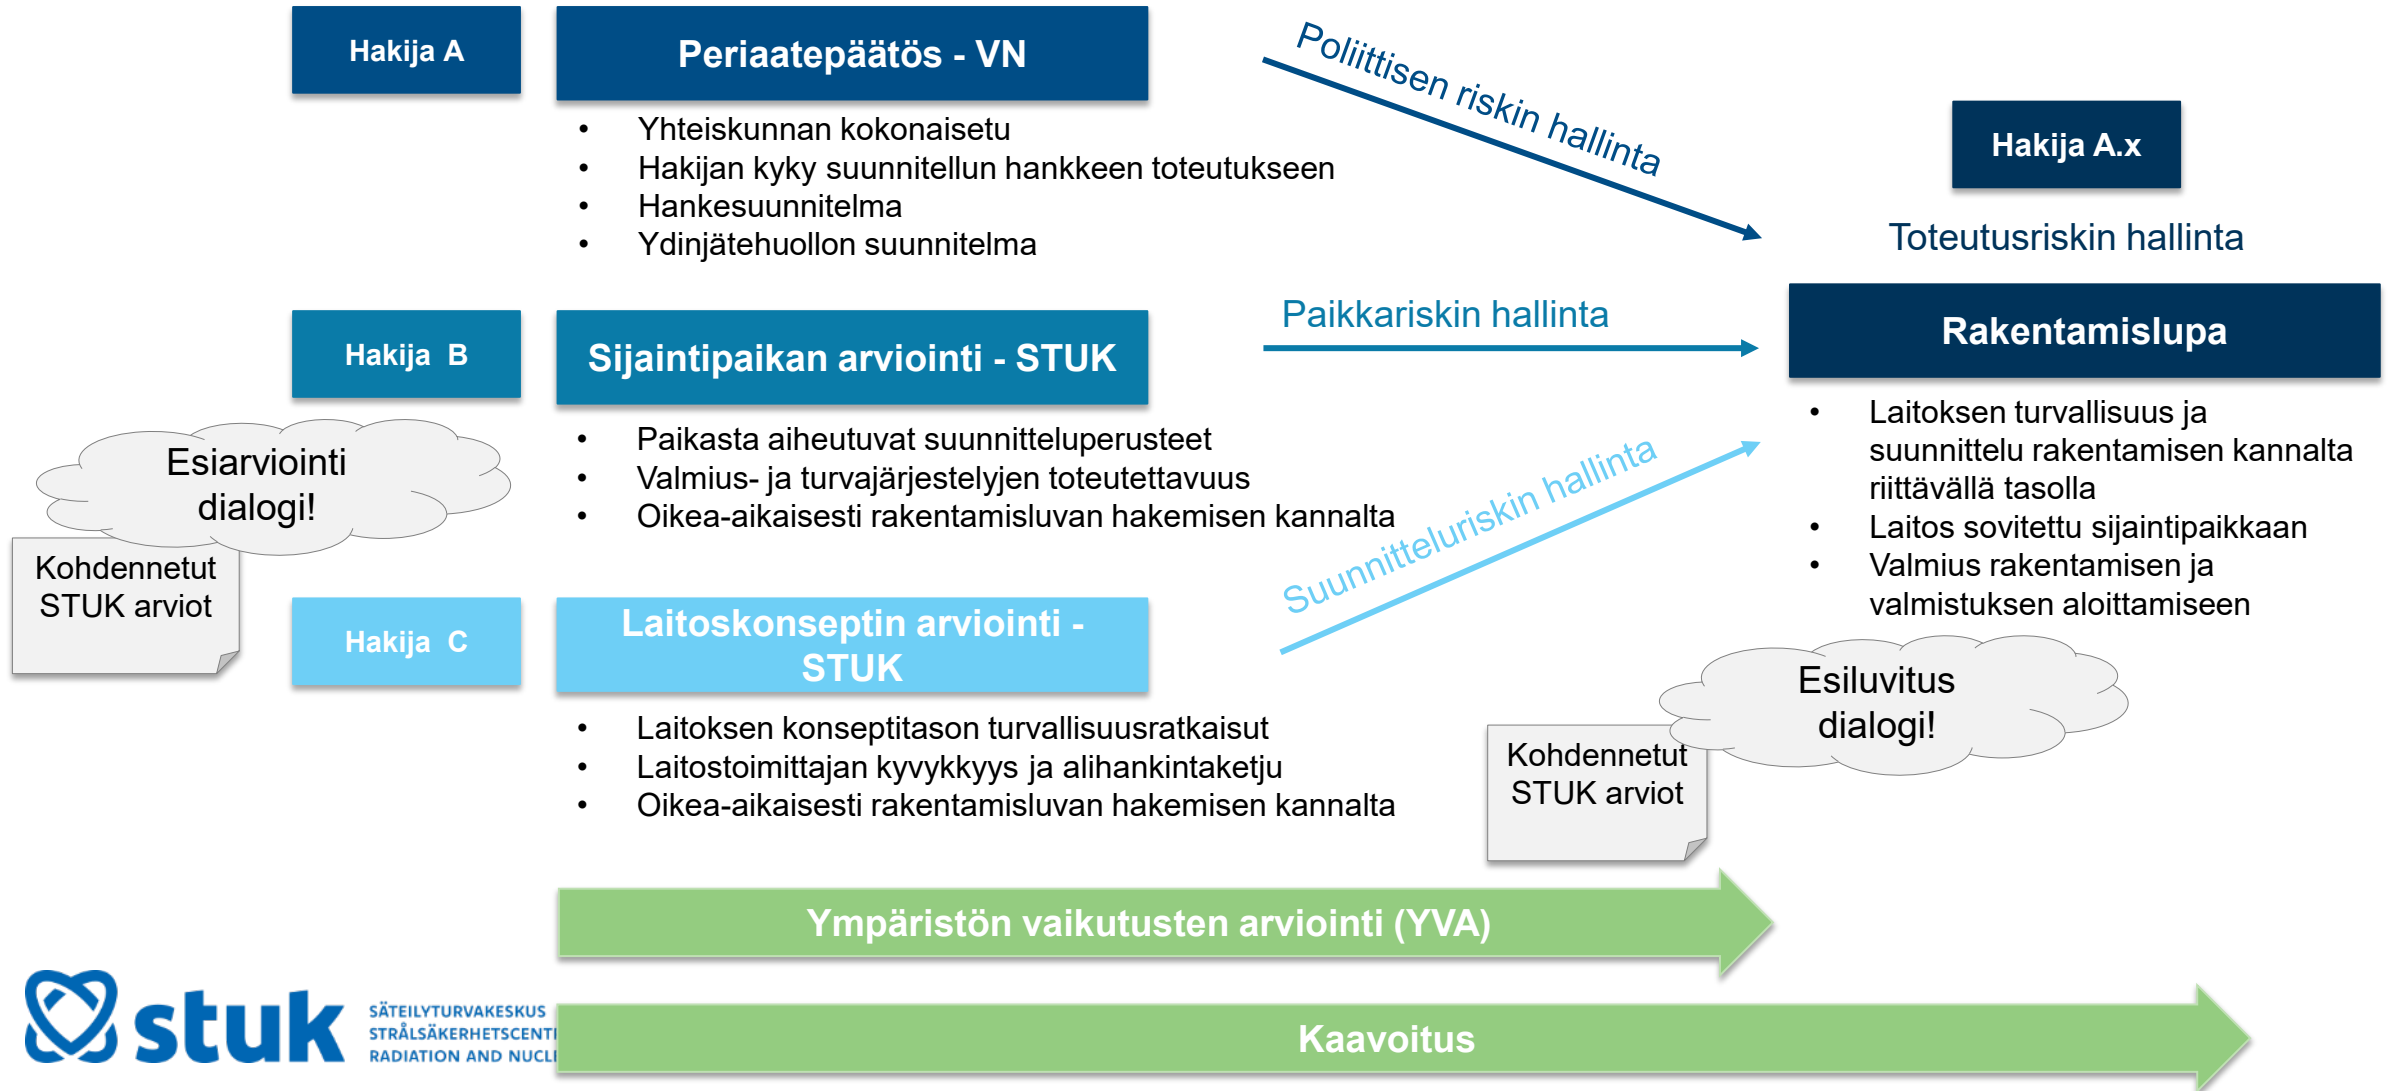 Hakija A
Periaatepäätös - VN
• Yhteiskunnan kokonaisetu
• Hakijan kyky suunnitellun hankkeen toteutukseen
• Hankesuunnitelma
• Ydinjätehuollon suunnitelma
Poliittisen riskin hallinta
Hakija A.x
Toteutusriskin hallinta
Hakija  B
Sijaintipaikan arviointi - STUK
• Paikasta aiheutuvat suunnitteluperusteet
• Valmius- ja turvajärjestelyjen toteutettavuus
• Oikea-aikaisesti rakentamisluvan hakemisen kannalta
Paikkariskin hallinta
Rakentamislupa
• Laitoksen turvallisuus ja
suunnittelu rakentamisen kannalta
riittävällä tasolla
• Laitos sovitettu sijaintipaikkaan
• Valmius rakentamisen ja
valmistuksen aloittamiseen
Esiarviointi
dialogi!
Kohdennetut
STUK arviot
Hakija  C
Laitoskonseptin arviointi -
STUK
• Laitoksen konseptitason turvallisuusratkaisut
• Laitostoimittajan kyvykkyys ja alihankintaketju
• Oikea-aikaisesti rakentamisluvan hakemisen kannalta
Suunnitteluriskin hallinta
Esiluvitus
dialogi!
Kohdennetut
STUK arviot
Ympäristön vaikutusten arviointi (YVA)
Kaavoitus
stuk
SÄTEILYTURVAKESKUS
STRÅLSÄKERHETSCENT
RADIATION AND NUCL